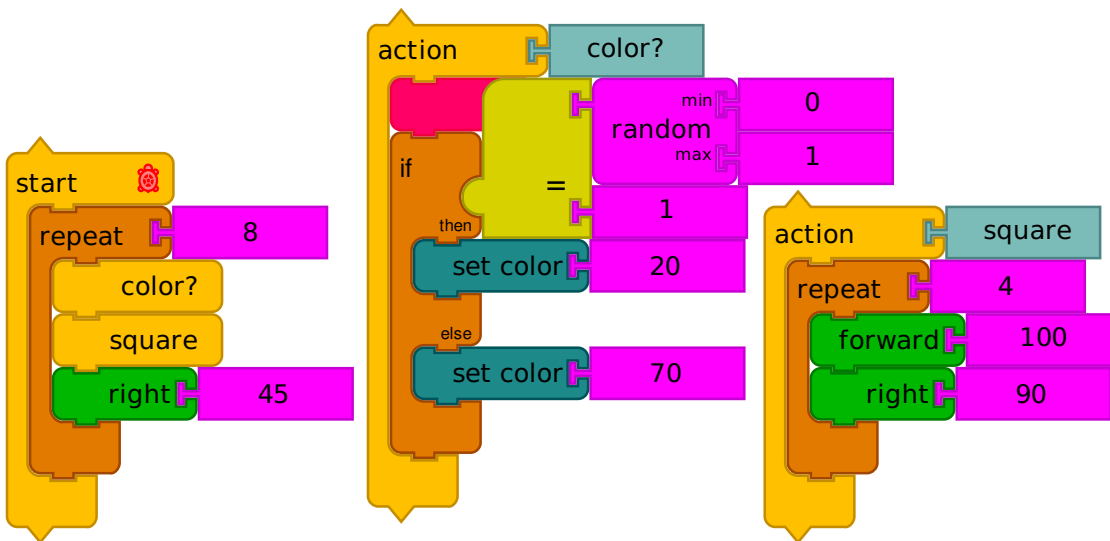 start
repeat 8
color?
square
right 45
action color?
if
random min 0
max 1
= 1
then
set color 20
else
set color 70
action square
repeat 4
forward 100
right 90